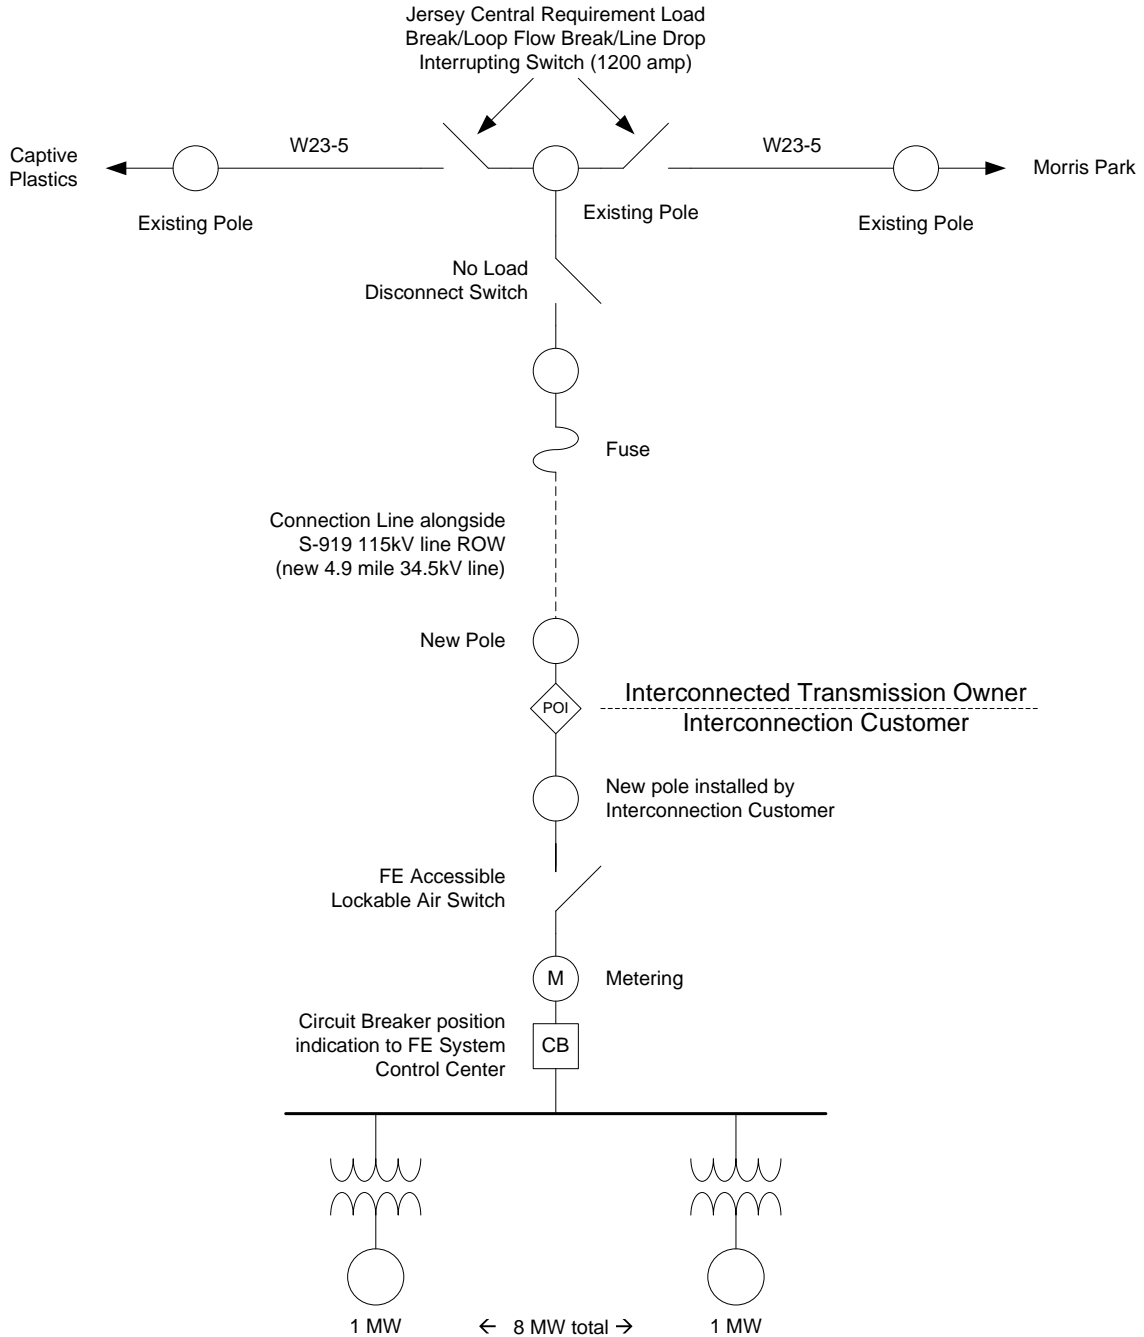 Jersey Central Requirement Load
Break/Loop Flow Break/Line Drop
Interrupting Switch (1200 amp)
W23-5
W23-5
Captive
Plastics
Morris Park
Existing Pole
Existing Pole
Existing Pole
No Load
Disconnect Switch
Fuse
Connection Line alongside
S-919 115kV line ROW
(new 4.9 mile 34.5kV line)
New Pole
Interconnected Transmission Owner
POI
Interconnection Customer
New pole installed by
Interconnection Customer
FE Accessible
Lockable Air Switch
M
Metering
Circuit Breaker position
indication to FE System
Control Center
CB
1 MW
← 8 MW total →
1 MW